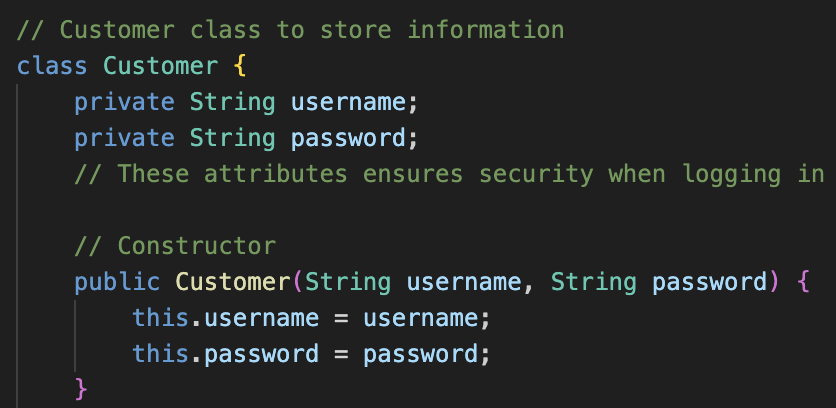 // Customer class to store information
class Customer {
    private String username;
    private String password;
    // These attributes ensures security when logging in
    // Constructor
    public Customer(String username, String password) {
        this.username = username;
        this.password = password;
    }